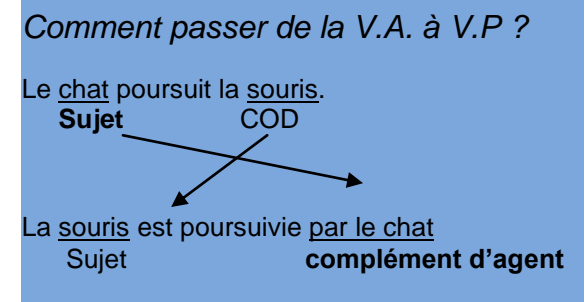 Comment passer de la V.A. à V.P ?
Le chat poursuit la souris.
Sujet COD
La souris est poursuivie par le chat
Sujet complément d’agent